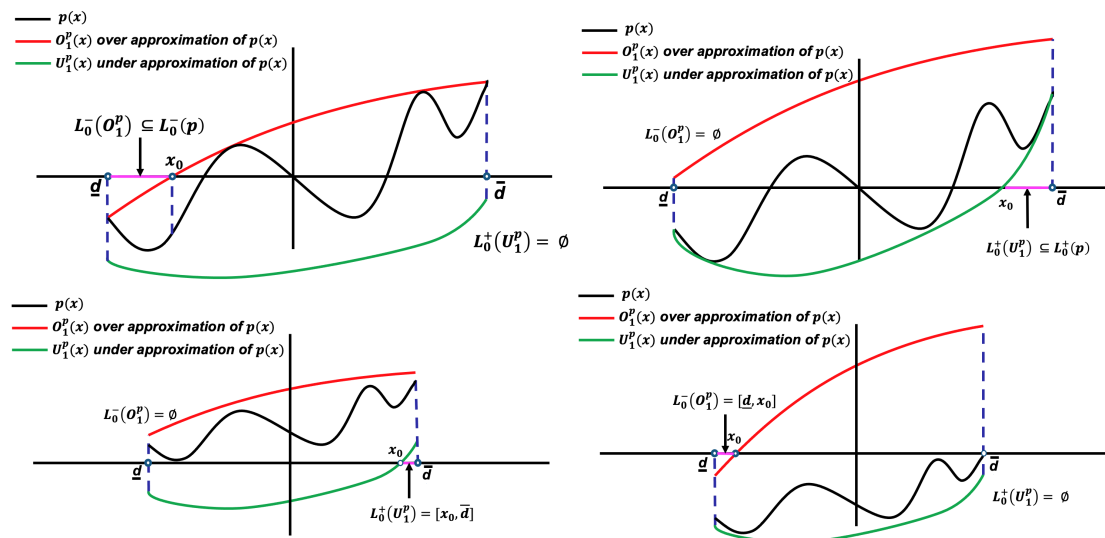 p(x)
O₁ᵖ(x) over approximation of p(x)
U₁ᵖ(x) under approximation of p(x)
L₀⁻(O₁ᵖ) ⊆ L₀⁻(p)
x₀
d̲
d̅
L₀⁺(U₁ᵖ) = ∅
p(x)
O₁ᵖ(x) over approximation of p(x)
U₁ᵖ(x) under approximation of p(x)
L₀⁻(O₁ᵖ) = ∅
d̲
x₀
d̅
L₀⁺(U₁ᵖ) ⊆ L₀⁺(p)
p(x)
O₁ᵖ(x) over approximation of p(x)
U₁ᵖ(x) under approximation of p(x)
L₀⁻(O₁ᵖ) = ∅
x₀
d̲
d̅
L₀⁺(U₁ᵖ) = [x₀, d̅]
p(x)
O₁ᵖ(x) over approximation of p(x)
U₁ᵖ(x) under approximation of p(x)
L₀⁻(O₁ᵖ) = [d̲, x₀]
x₀
d̲
d̅
L₀⁺(U₁ᵖ) = ∅